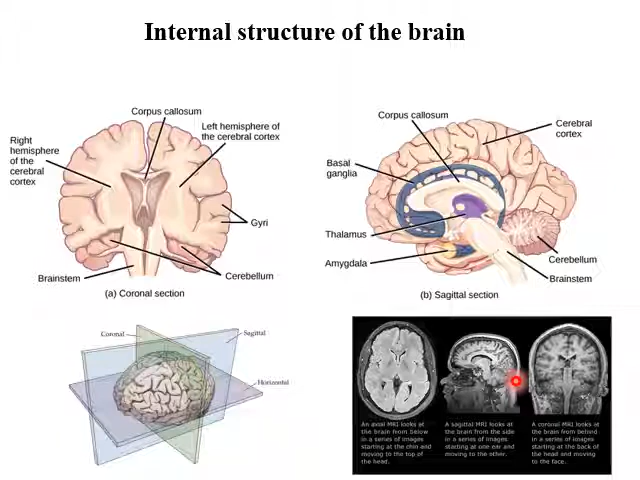 Internal structure of the brain
Corpus callosum
Right
hemisphere
of the
cerebral
cortex
Left hemisphere of
the cerebral cortex
Gyri
Brainstem
Cerebellum
(a) Coronal section
Corpus callosum
Cerebral
cortex
Basal
ganglia
Thalamus
Amygdala
Cerebellum
Brainstem
(b) Sagittal section
Coronal
Sagittal
Horizontal
An axial MRI looks at
the brain from below
in a series of images
starting at the chin and
moving to the top of
the head.
A sagittal MRI looks at
the brain from the side
in a series of images
starting at one ear and
moving to the other.
A coronal MRI looks at
the brain from behind
in a series of images
starting at the back of
the head and moving
to the face.